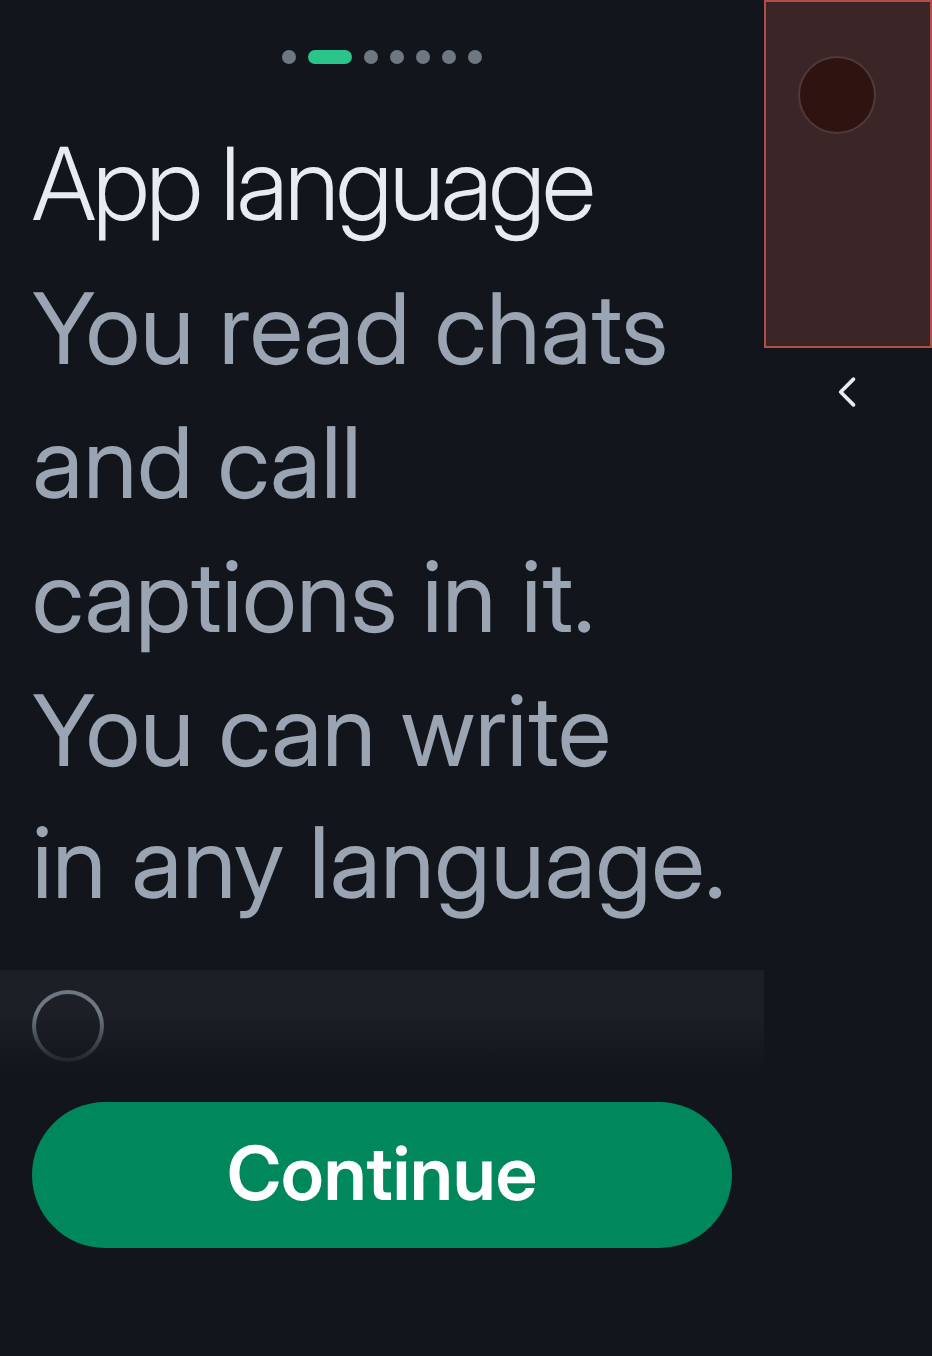 App language
You read chats
and call
captions in it.
You can write
in any language.
Continue